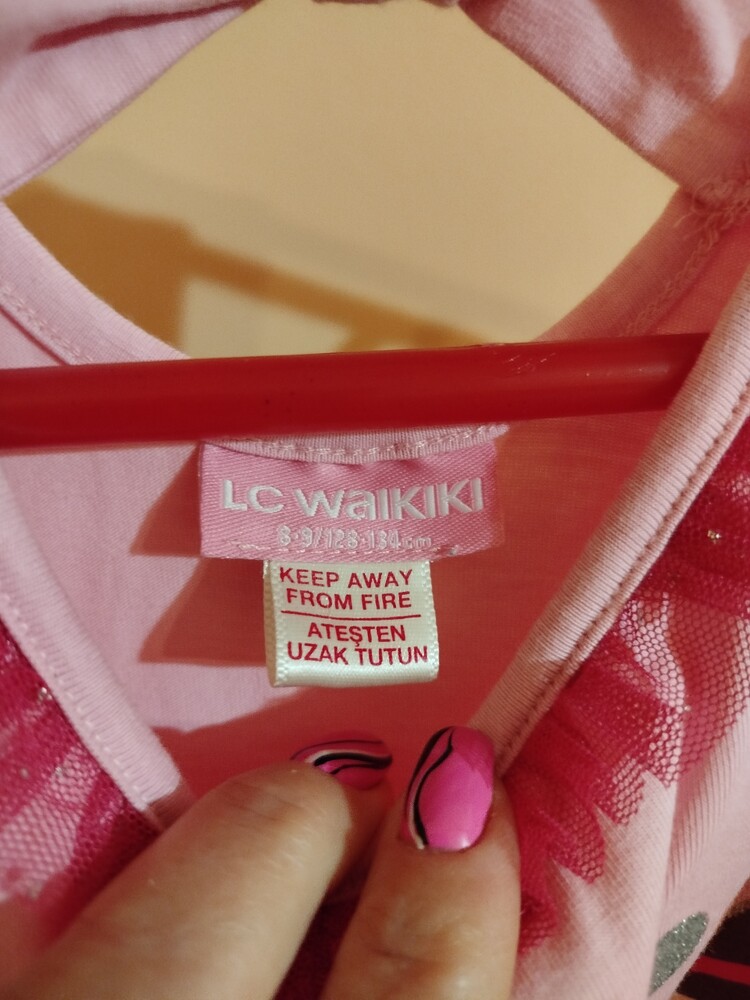 LC WAIKIKI
8-9/128-134 cm
KEEP AWAY
FROM FIRE
ATEŞTEN
UZAK TUTUN